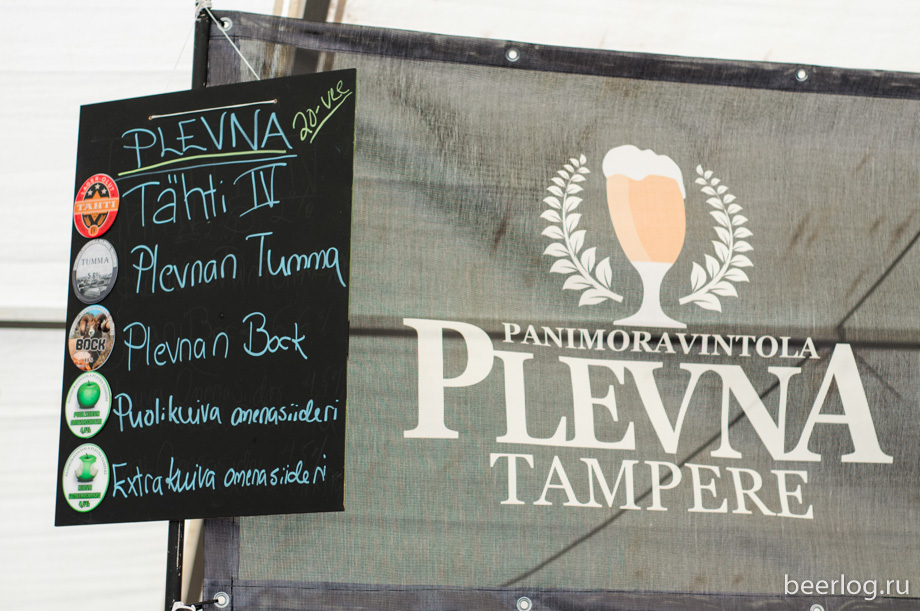 PLEVNA
20-vee
Tähti IV
Plevnan Tumma
Plevnan Bock
Puolikuiva omenasiideri
Extrakuiva omenasiideri
TÄHTI
TUMMA
BOCK
PANIMORAVINTOLA
PLEVNA
TAMPERE
beerlog.ru